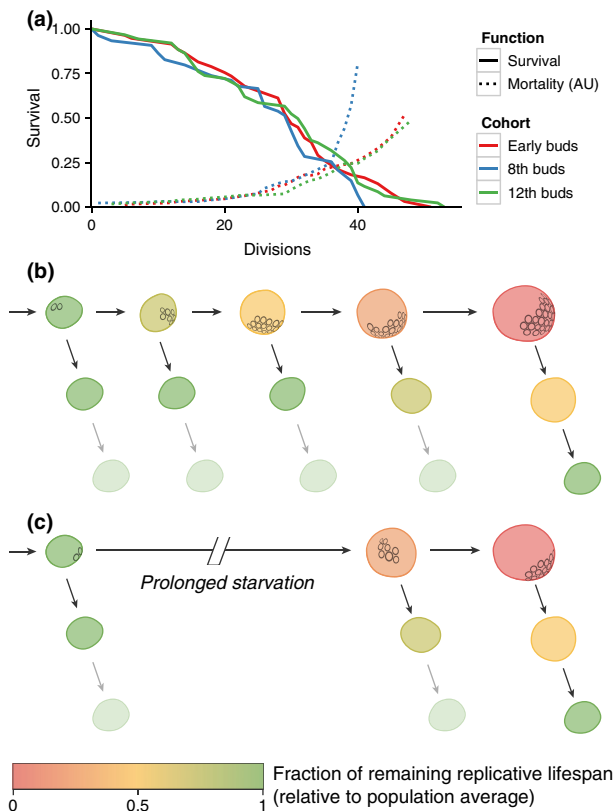 (a)
1.00
0.75
0.50
0.25
0.00
Survival
0
20
40
Divisions
Function
Survival
Mortality (AU)
Cohort
Early buds
8th buds
12th buds
(b)
(c)
Prolonged starvation
0
0.5
1
Fraction of remaining replicative lifespan
(relative to population average)